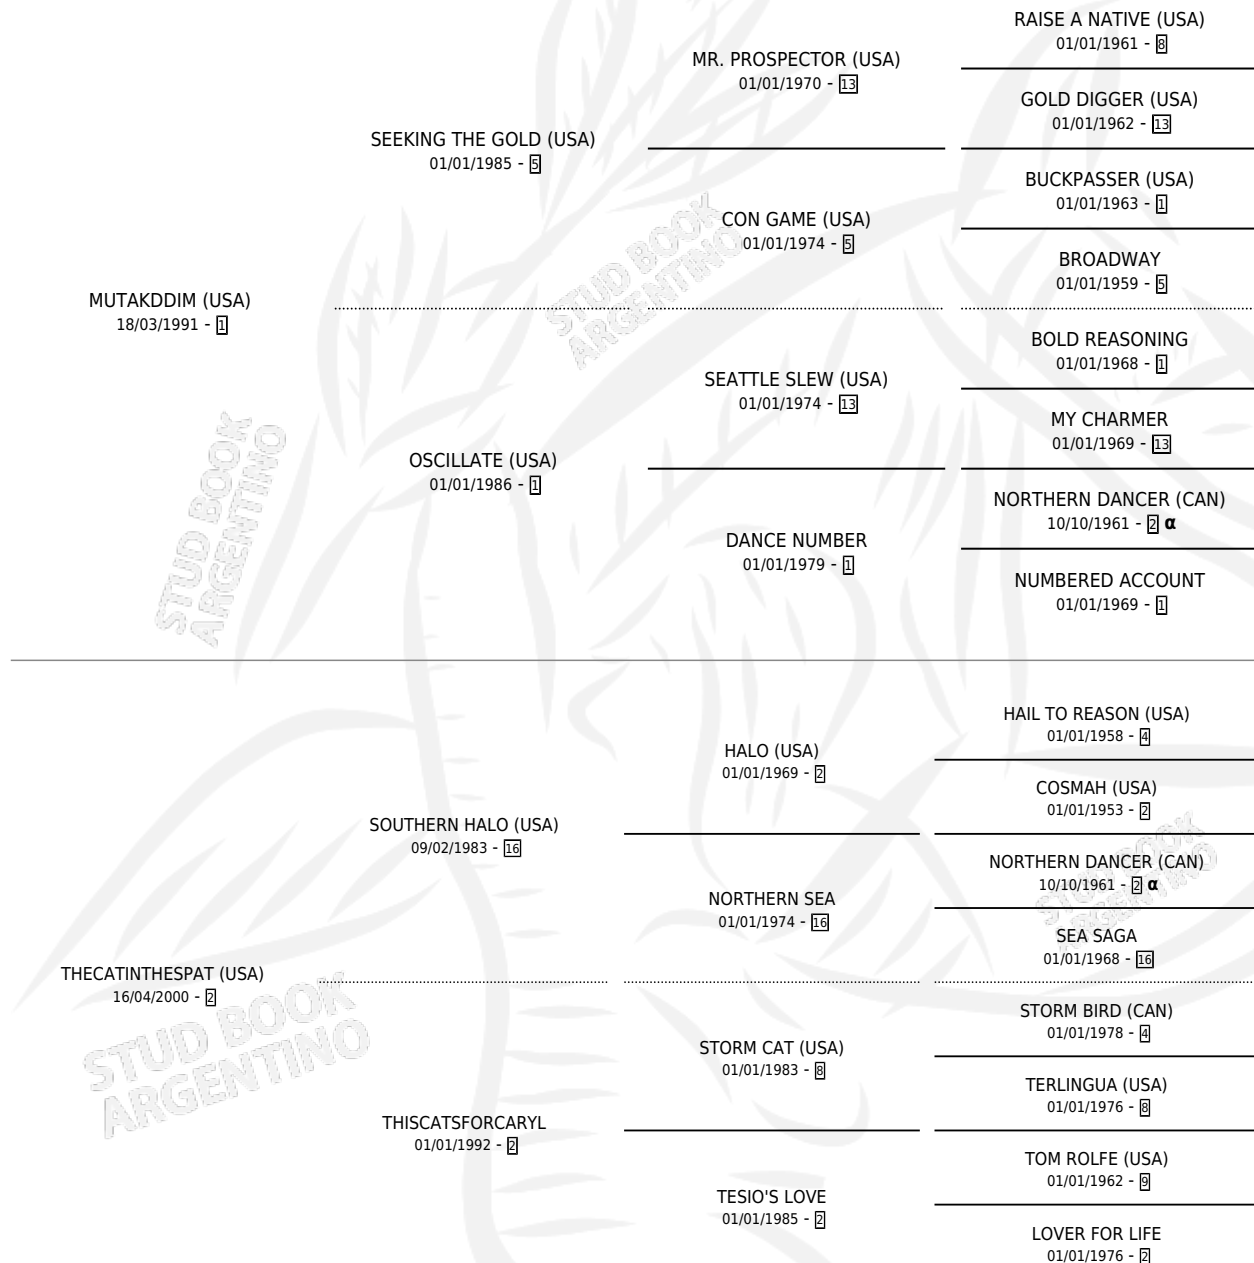 RAISE A NATIVE (USA)
01/01/1961 - 8
MR. PROSPECTOR (USA)
01/01/1970 - 13
GOLD DIGGER (USA)
01/01/1962 - 13
SEEKING THE GOLD (USA)
01/01/1985 - 5
BUCKPASSER (USA)
01/01/1963 - 1
CON GAME (USA)
01/01/1974 - 5
BROADWAY
01/01/1959 - 5
MUTAKDDIM (USA)
18/03/1991 - 1
BOLD REASONING
01/01/1968 - 1
SEATTLE SLEW (USA)
01/01/1974 - 13
MY CHARMER
01/01/1969 - 13
OSCILLATE (USA)
01/01/1986 - 1
NORTHERN DANCER (CAN)
10/10/1961 - 2 α
DANCE NUMBER
01/01/1979 - 1
NUMBERED ACCOUNT
01/01/1969 - 1
HAIL TO REASON (USA)
01/01/1958 - 4
HALO (USA)
01/01/1969 - 2
COSMAH (USA)
01/01/1953 - 2
SOUTHERN HALO (USA)
09/02/1983 - 16
NORTHERN DANCER (CAN)
10/10/1961 - 2 α
NORTHERN SEA
01/01/1974 - 16
SEA SAGA
01/01/1968 - 16
THECATINTHESPAT (USA)
16/04/2000 - 2
STORM BIRD (CAN)
01/01/1978 - 4
STORM CAT (USA)
01/01/1983 - 8
TERLINGUA (USA)
01/01/1976 - 8
THISCATSFORCARYL
01/01/1992 - 2
TOM ROLFE (USA)
01/01/1962 - 9
TESIO'S LOVE
01/01/1985 - 2
LOVER FOR LIFE
01/01/1976 - 2
STUD BOOK
ARGENTINO
STUD BOOK
ARGENTINO
STUD BOOK
ARGENTINO
STUD BOOK
ARGENTINO